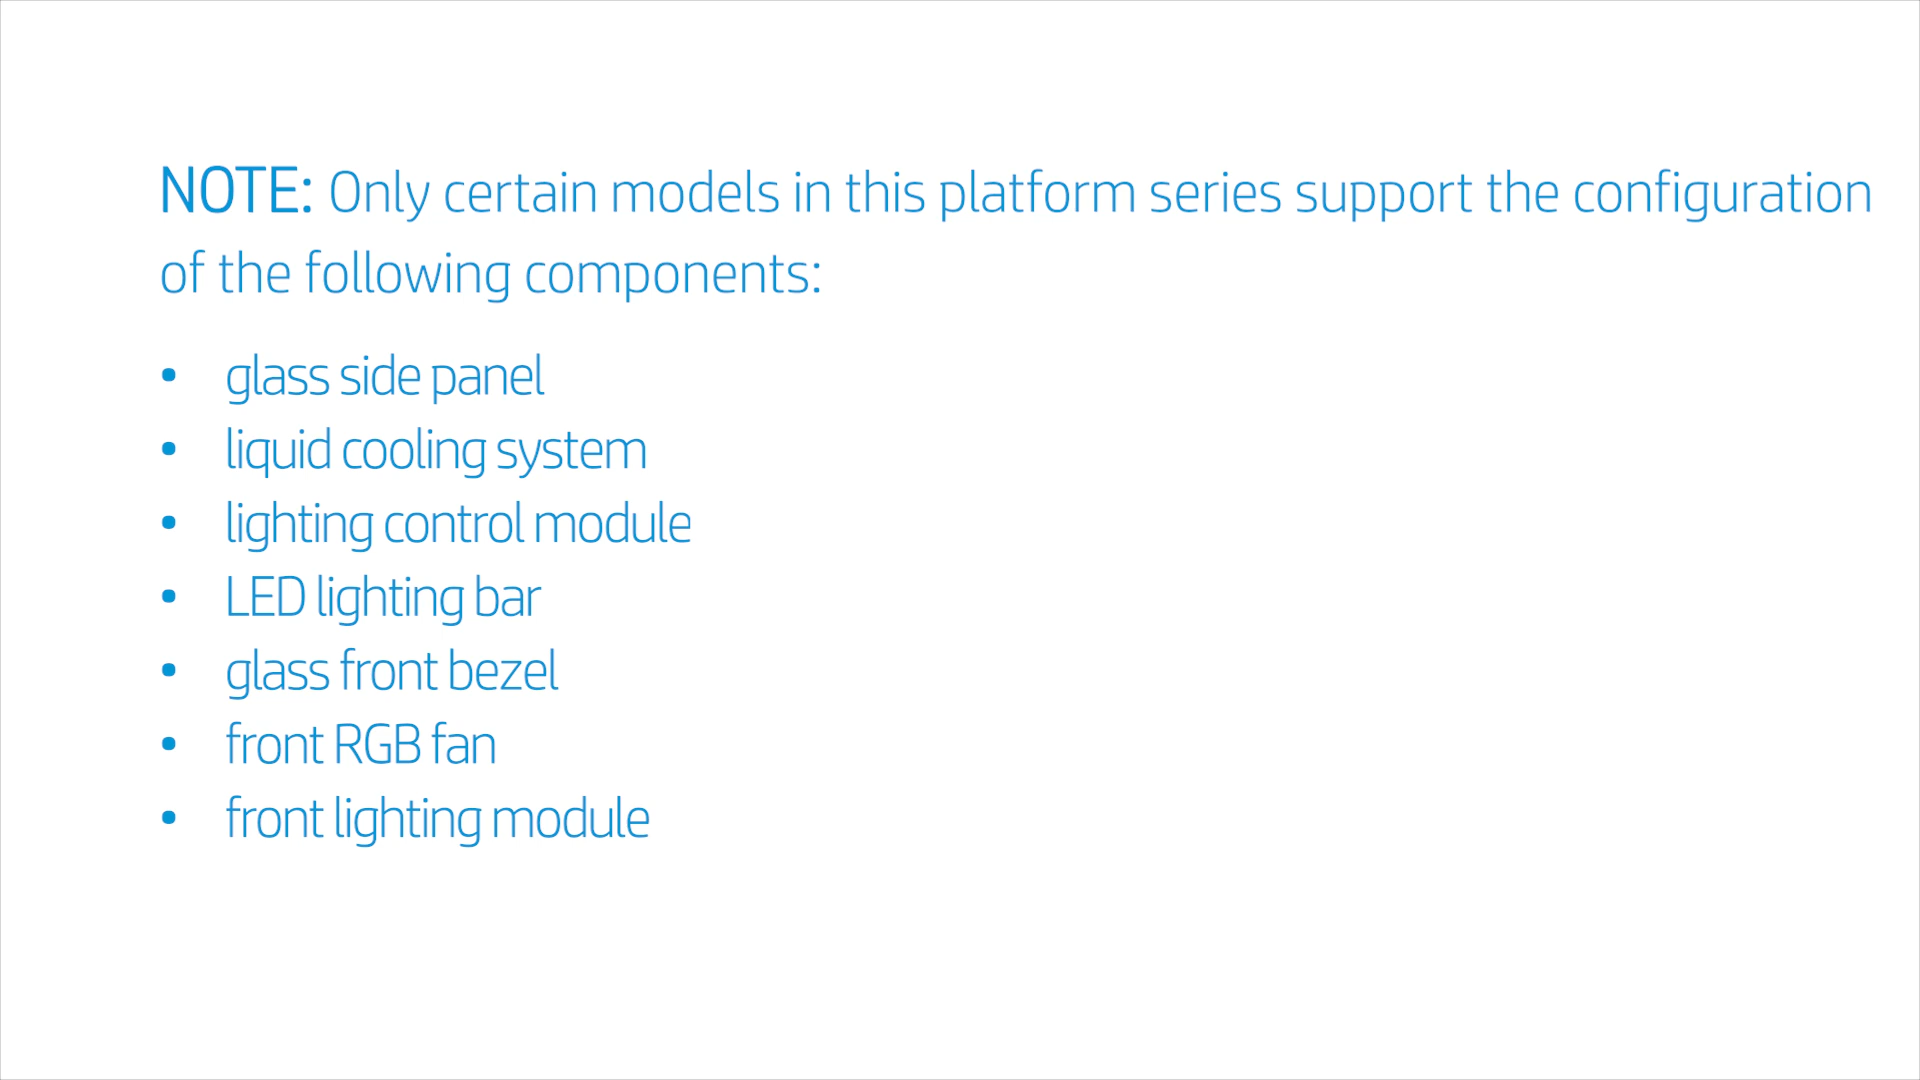 NOTE: Only certain models in this platform series support the configuration
of the following components:
• glass side panel
• liquid cooling system
• lighting control module
• LED lighting bar
• glass front bezel
• front RGB fan
• front lighting module